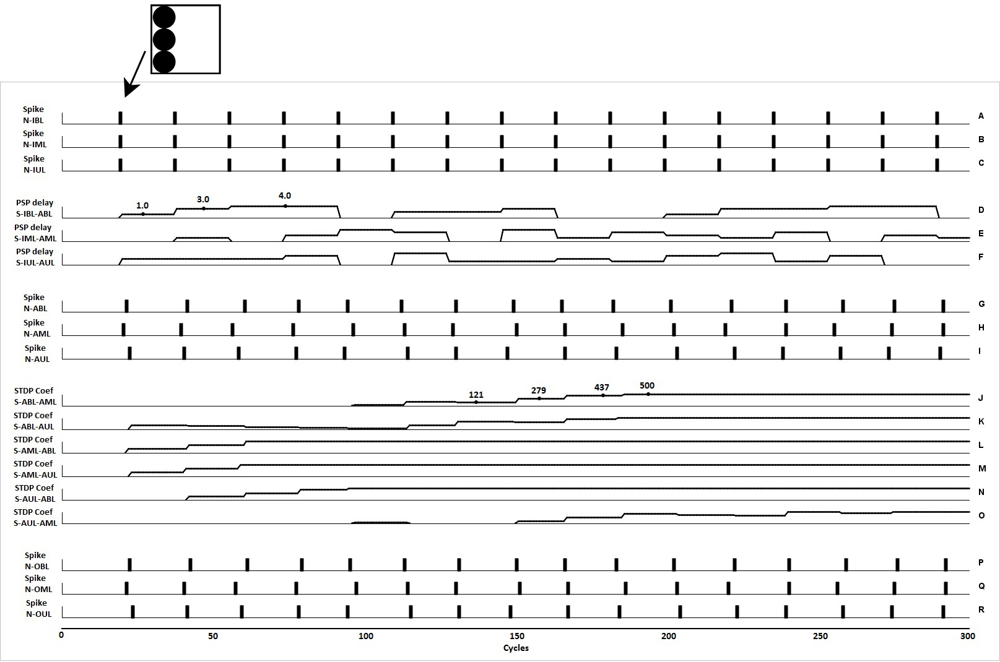 Spike
N-IBL
A
Spike
N-IML
B
Spike
N-IUL
C
PSP delay
S-IBL-ABL
1.0
3.0
4.0
D
PSP delay
S-IML-AML
E
PSP delay
S-IUL-AUL
F
Spike
N-ABL
G
Spike
N-AML
H
Spike
N-AUL
I
STDP Coef
S-ABL-AML
121
279
437
500
J
STDP Coef
S-ABL-AUL
K
STDP Coef
S-AML-ABL
L
STDP Coef
S-AML-AUL
M
STDP Coef
S-AUL-ABL
N
STDP Coef
S-AUL-AML
O
Spike
N-OBL
P
Spike
N-OML
Q
Spike
N-OUL
R
0 50 100 150 200 250 300
Cycles